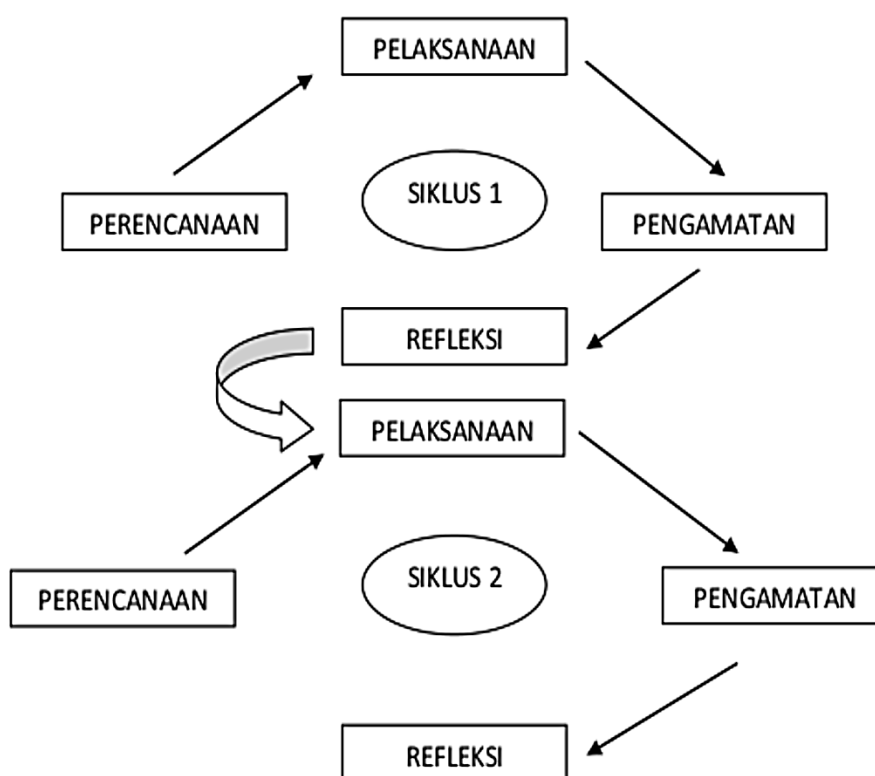 PELAKSANAAN
SIKLUS 1
PERENCANAAN
PENGAMATAN
REFLEKSI
PELAKSANAAN
SIKLUS 2
PERENCANAAN
PENGAMATAN
REFLEKSI